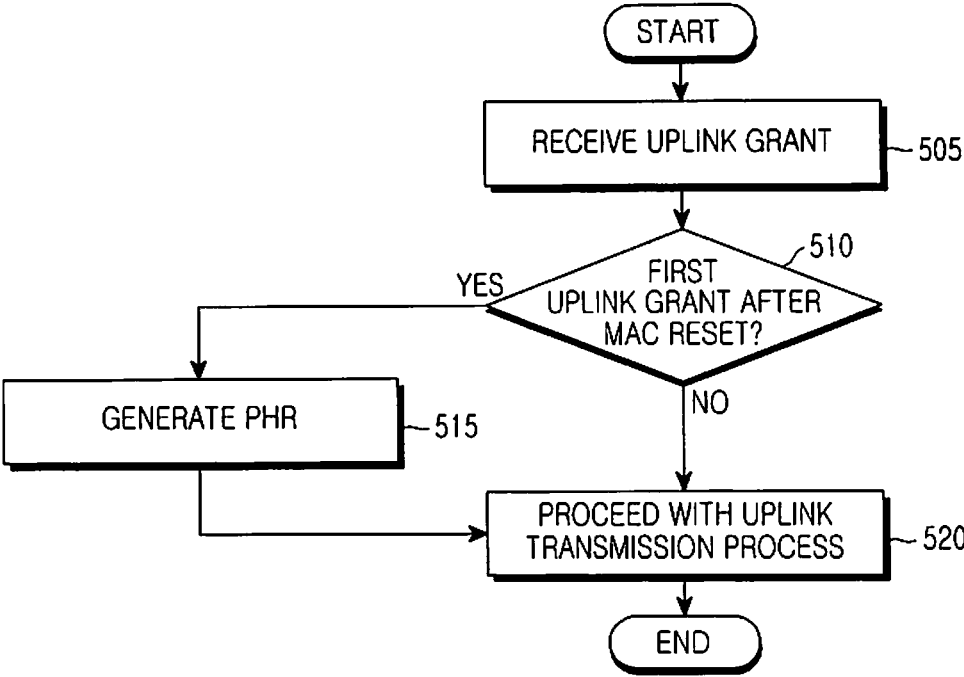 START
RECEIVE UPLINK GRANT
505
510
YES
FIRST
UPLINK GRANT AFTER
MAC RESET?
NO
GENERATE PHR
515
PROCEED WITH UPLINK
TRANSMISSION PROCESS
520
END